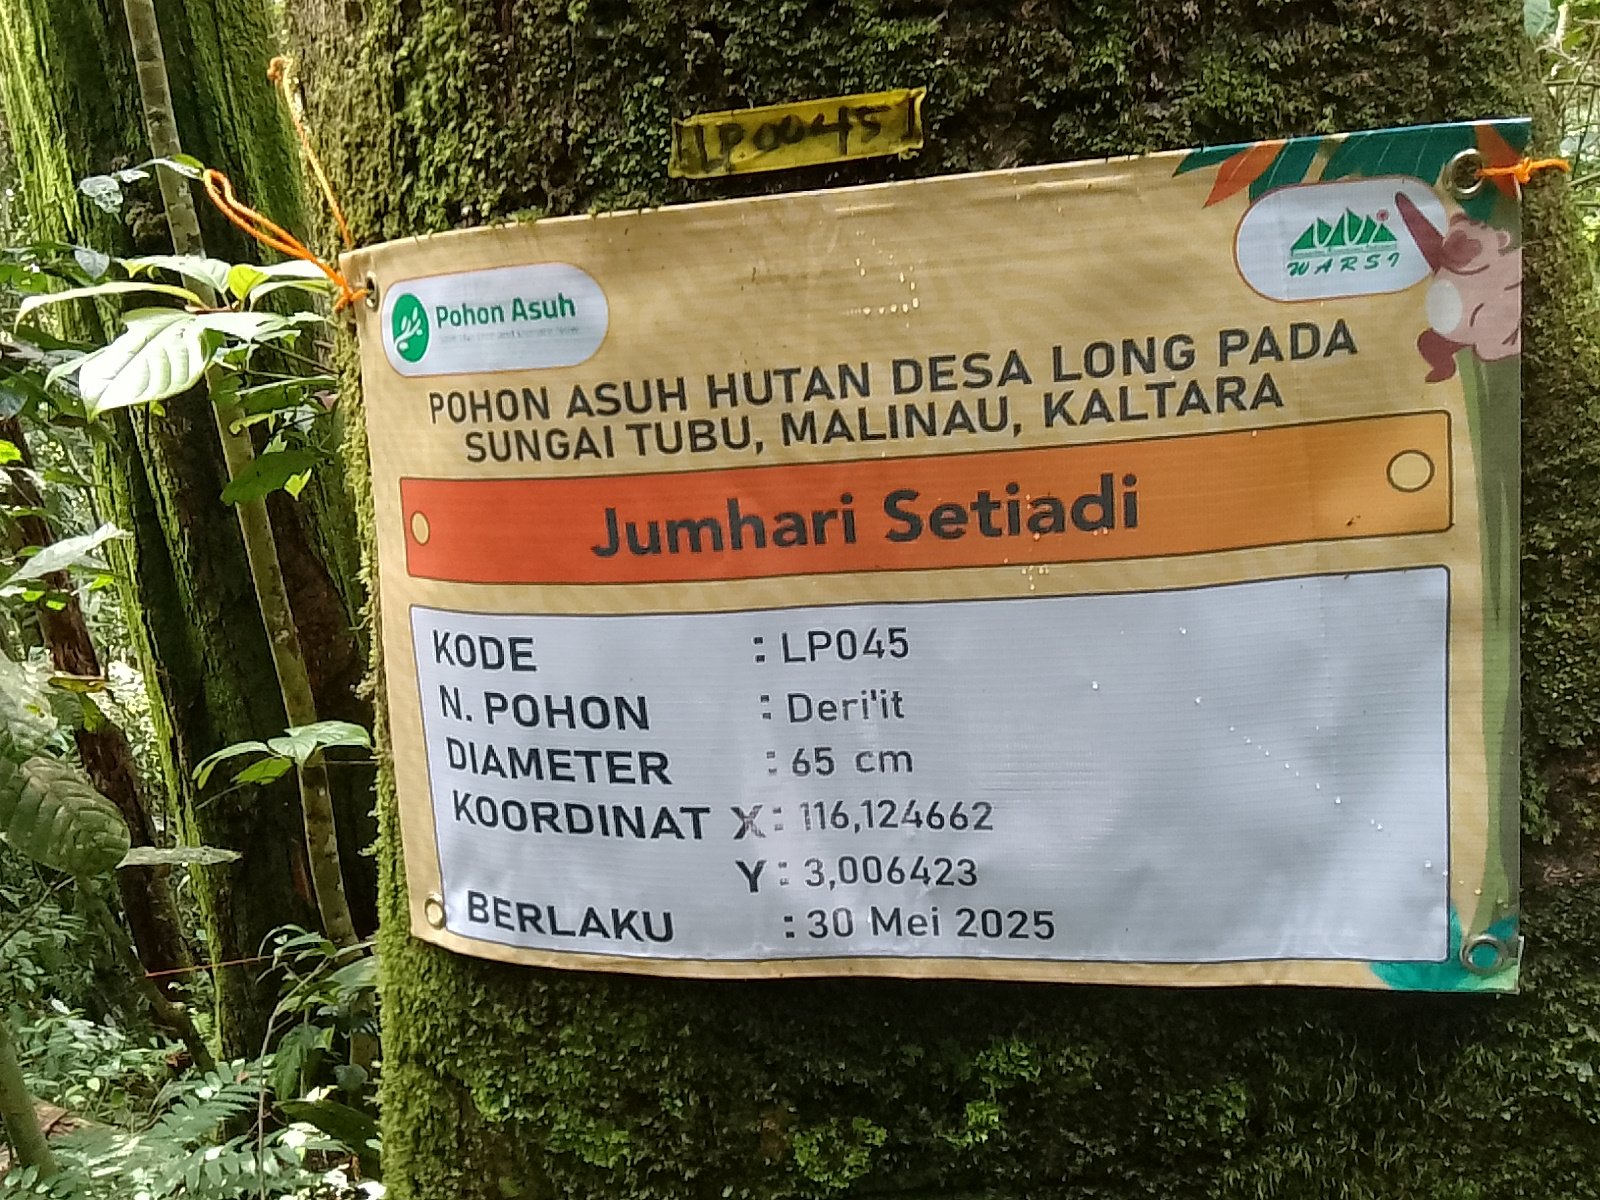 LP0045
Pohon Asuh
WARSI
POHON ASUH HUTAN DESA LONG PADA
SUNGAI TUBU, MALINAU, KALTARA
Jumhari Setiadi
KODE : LP045
N. POHON : Deri'it
DIAMETER : 65 cm
KOORDINAT X : 116,124662
Y : 3,006423
BERLAKU : 30 Mei 2025